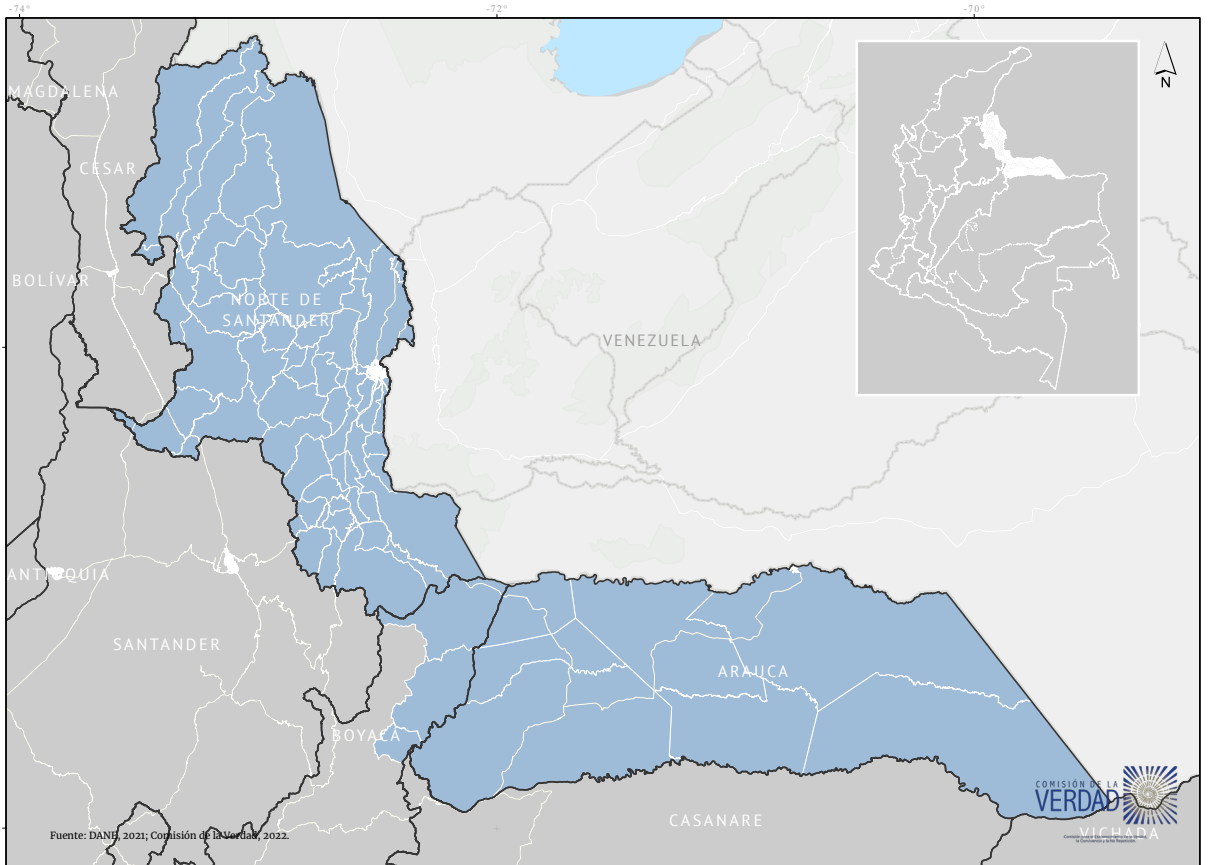 -74°
-72°
-70°
MAGDALENA
CESAR
N
BOLÍVAR
NORTE DE
SANTANDER
VENEZUELA
ANTIOQUIA
SANTANDER
ARAUCA
BOYACÁ
COMISIÓN DE LA
VERDAD
CASANARE
VICHADA
Fuente: DANE, 2021; Comisión de la Verdad, 2022.